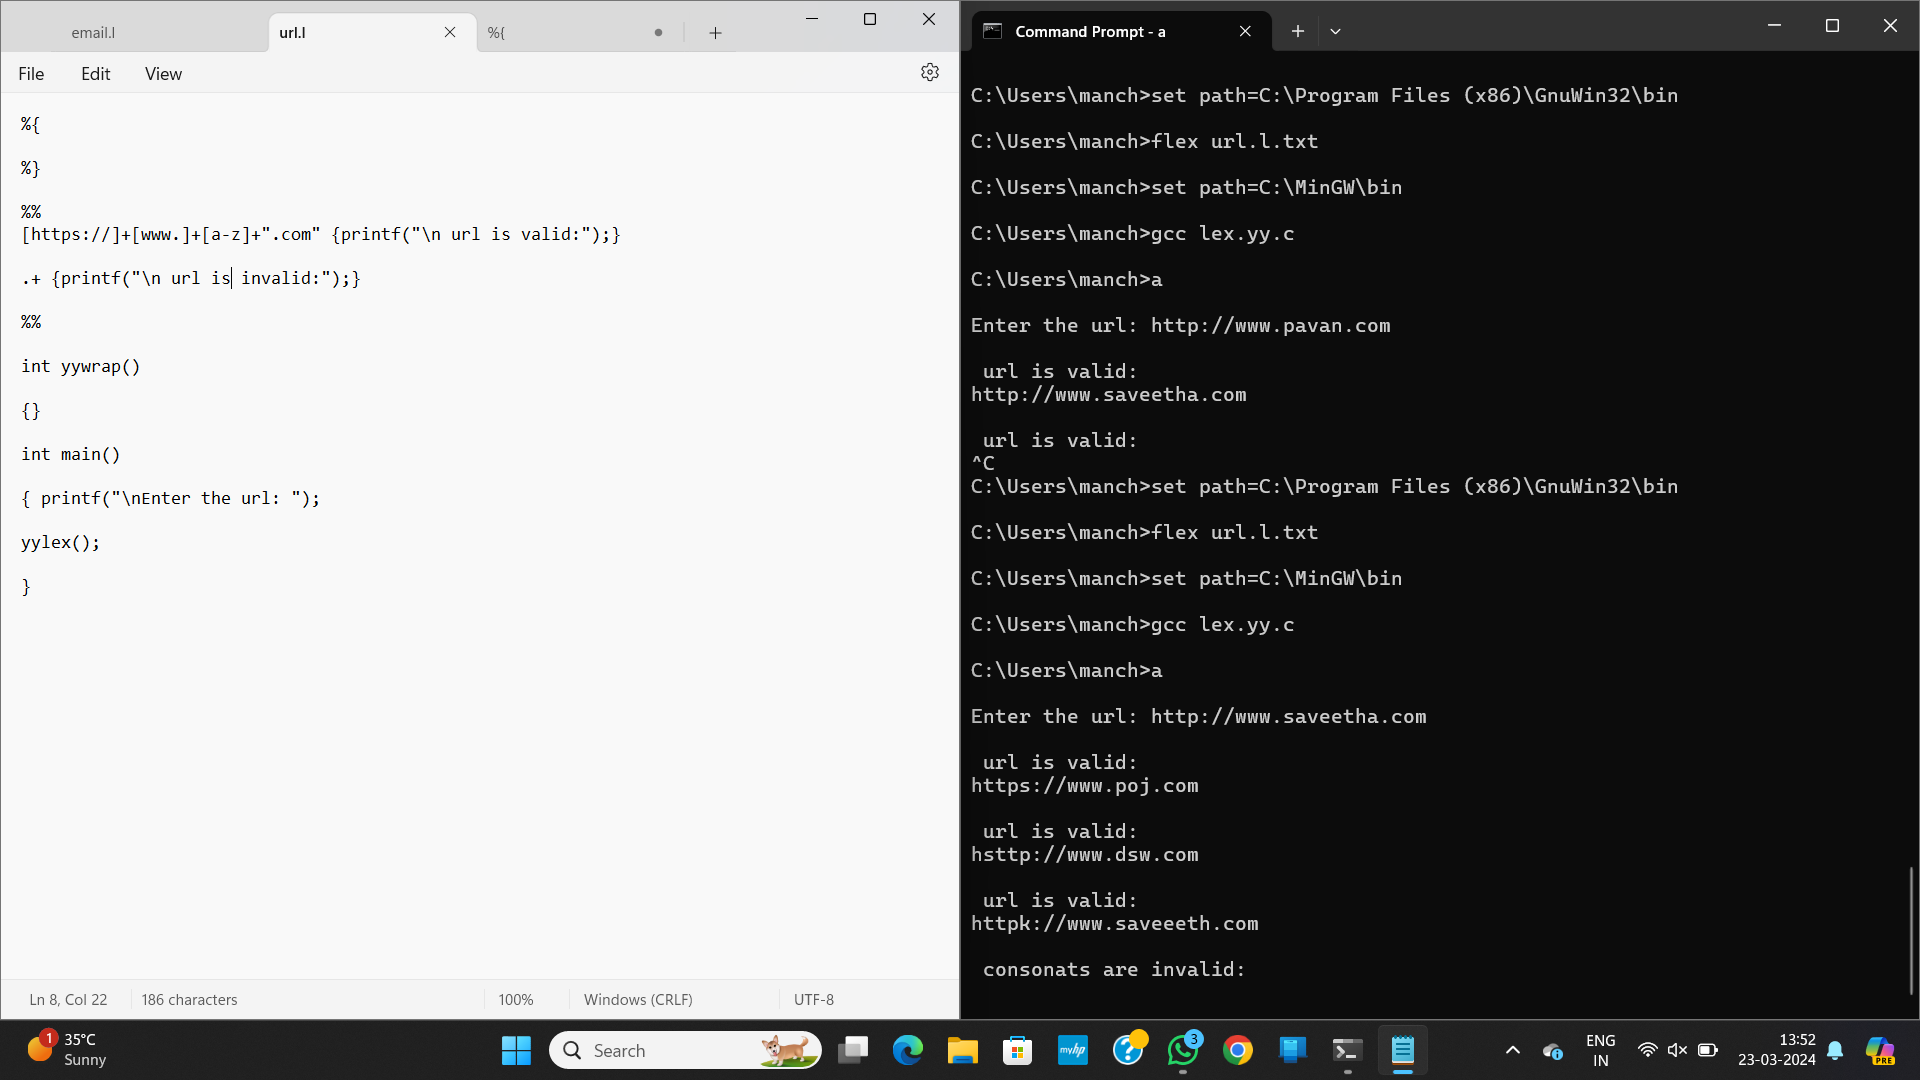 email.l
url.l
%{
File Edit View
%{
%}
%%
[https://]+[www.]+[a-z]+".com" {printf("\n url is valid:");}
.+ {printf("\n url is invalid:");}
%%
int yywrap()
{}
int main()
{ printf("\nEnter the url: ");
yylex();
}
Ln 8, Col 22 186 characters 100% Windows (CRLF) UTF-8
Command Prompt - a
C:\Users\manch>set path=C:\Program Files (x86)\GnuWin32\bin
C:\Users\manch>flex url.l.txt
C:\Users\manch>set path=C:\MinGW\bin
C:\Users\manch>gcc lex.yy.c
C:\Users\manch>a
Enter the url: http://www.pavan.com
 url is valid:
http://www.saveetha.com
 url is valid:
^C
C:\Users\manch>set path=C:\Program Files (x86)\GnuWin32\bin
C:\Users\manch>flex url.l.txt
C:\Users\manch>set path=C:\MinGW\bin
C:\Users\manch>gcc lex.yy.c
C:\Users\manch>a
Enter the url: http://www.saveetha.com
 url is valid:
https://www.poj.com
 url is valid:
hsttp://www.dsw.com
 url is valid:
httpk://www.saveeeth.com
 consonats are invalid:
1
35°C
Sunny
Search
myhp
3
ENG
IN
13:52
23-03-2024
PRE